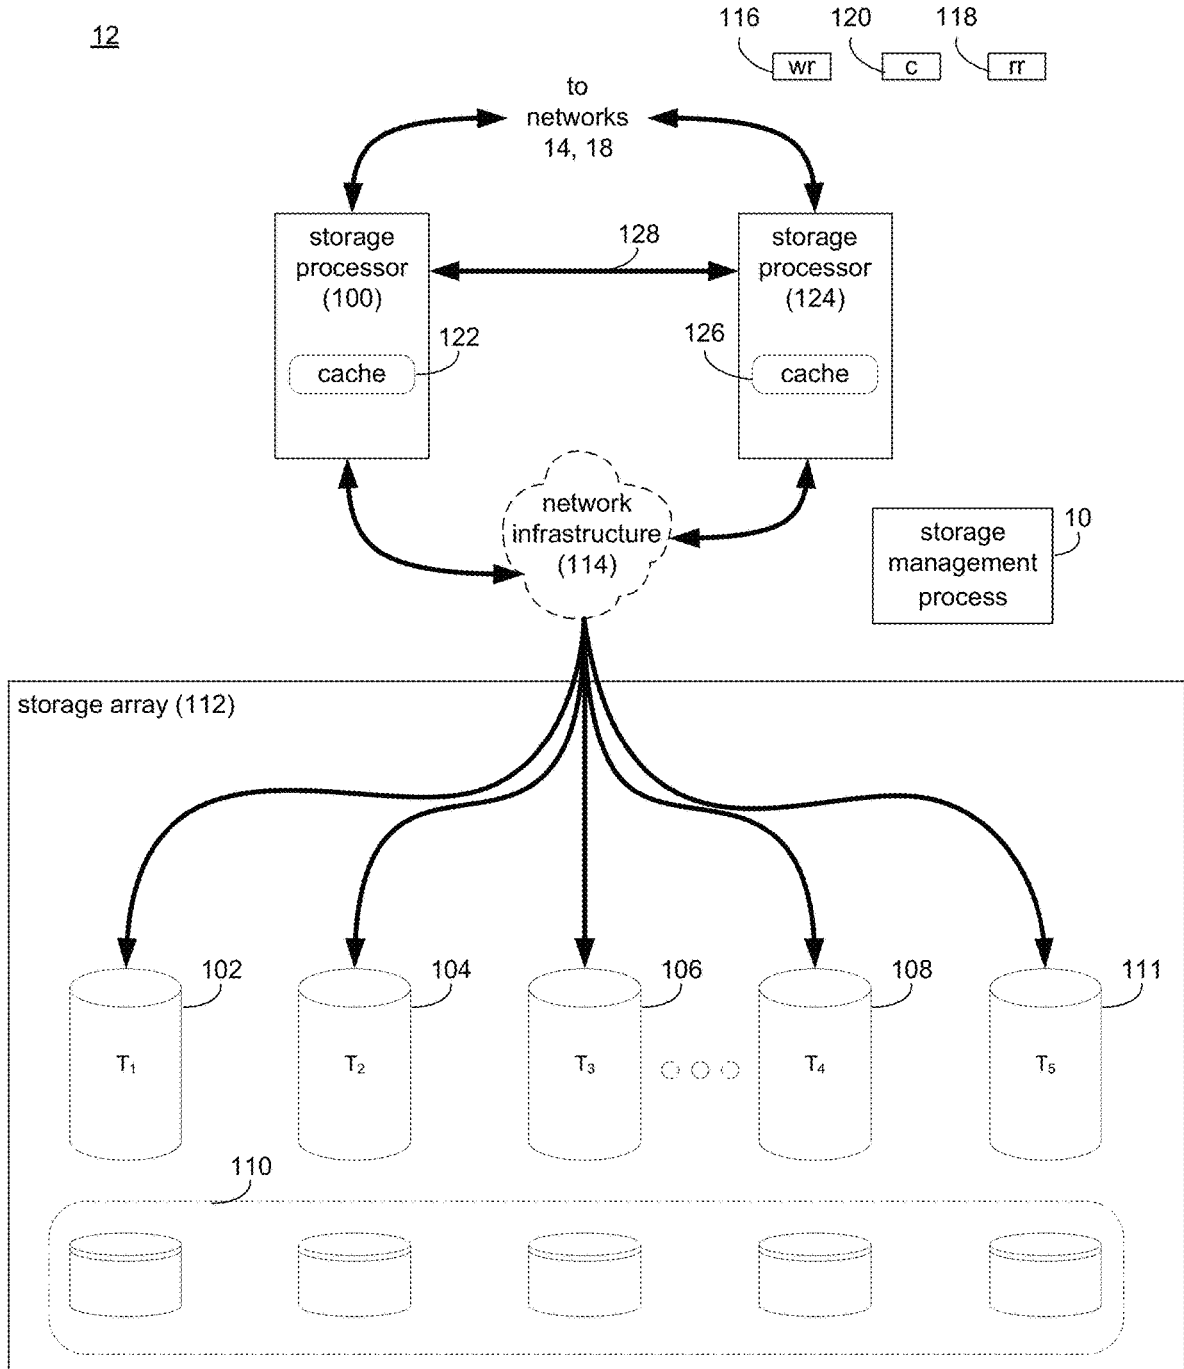 12
116
120
118
wr
c
rr
to
networks
14, 18
storage
processor
(100)
128
storage
processor
(124)
122
cache
126
cache
network
infrastructure
(114)
10
storage
management
process
storage array (112)
102
104
106
108
111
T₁
T₂
T₃
T₄
T₅
110